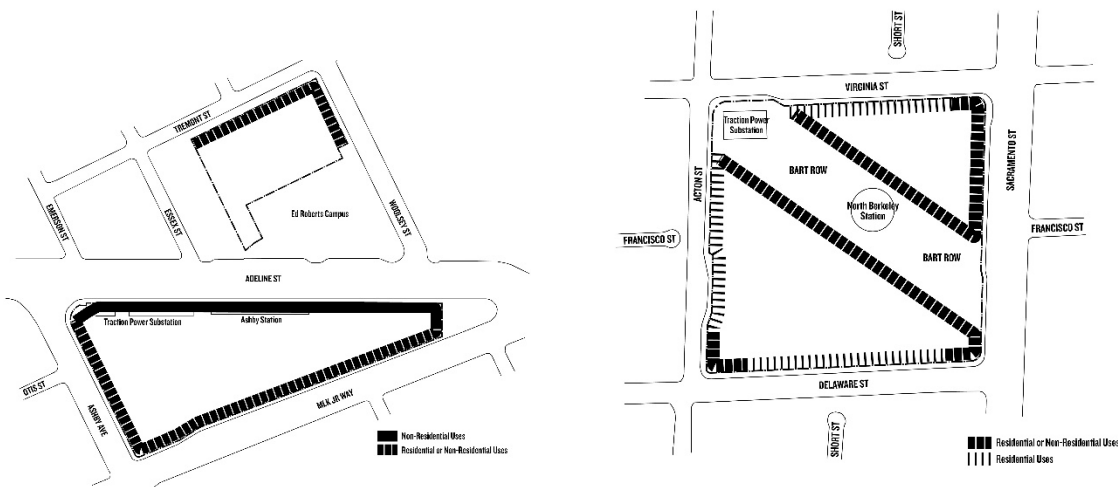 TREMONT ST
EMERSON ST
ESSEX ST
WOOLSEY ST
Ed Roberts Campus
ADELINE ST
Traction Power Substation
Ashby Station
OTIS ST
ASHBY AVE
MLK JR WAY
Non-Residential Uses
Residential or Non-Residential Uses
SHORT ST
VIRGINIA ST
Traction Power
Substation
BART ROW
ACTON ST
SACRAMENTO ST
North Berkeley
Station
FRANCISCO ST
FRANCISCO ST
BART ROW
DELAWARE ST
SHORT ST
Residential or Non-Residential Uses
Residential Uses